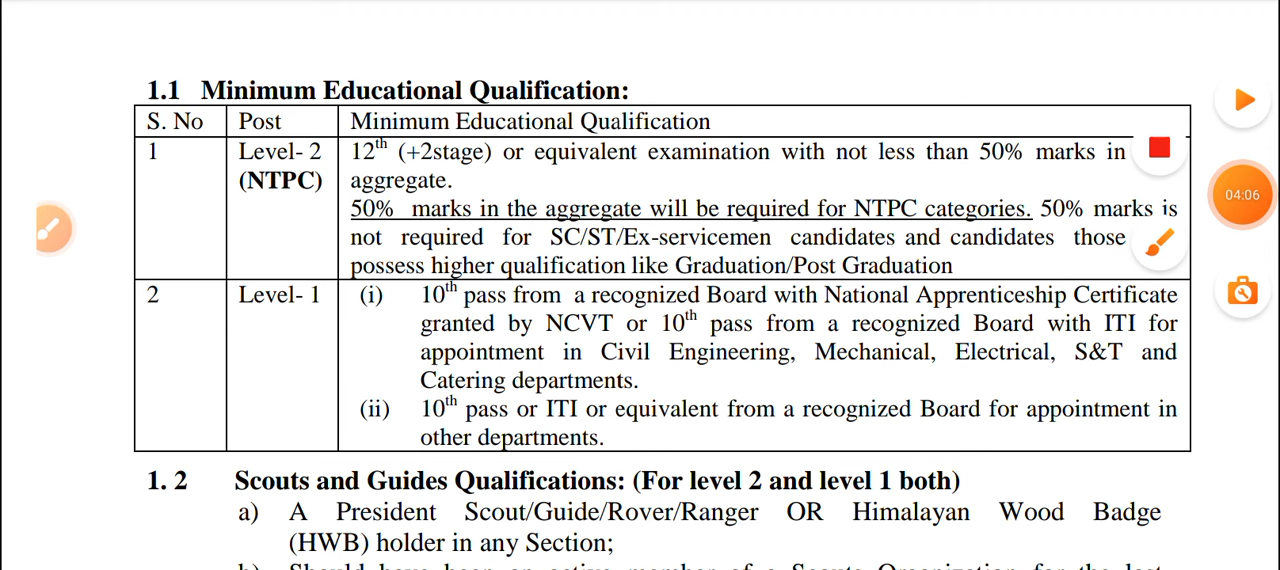 1.1 Minimum Educational Qualification:
S. No Post Minimum Educational Qualification
1 Level- 2 12th (+2stage) or equivalent examination with not less than 50% marks in
(NTPC) aggregate.
50% marks in the aggregate will be required for NTPC categories. 50% marks is
not required for SC/ST/Ex-servicemen candidates and candidates those
possess higher qualification like Graduation/Post Graduation
2 Level- 1 (i) 10th pass from a recognized Board with National Apprenticeship Certificate
granted by NCVT or 10th pass from a recognized Board with ITI for
appointment in Civil Engineering, Mechanical, Electrical, S&T and
Catering departments.
(ii) 10th pass or ITI or equivalent from a recognized Board for appointment in
other departments.
1. 2 Scouts and Guides Qualifications: (For level 2 and level 1 both)
a) A President Scout/Guide/Rover/Ranger OR Himalayan Wood Badge
(HWB) holder in any Section;
04:06